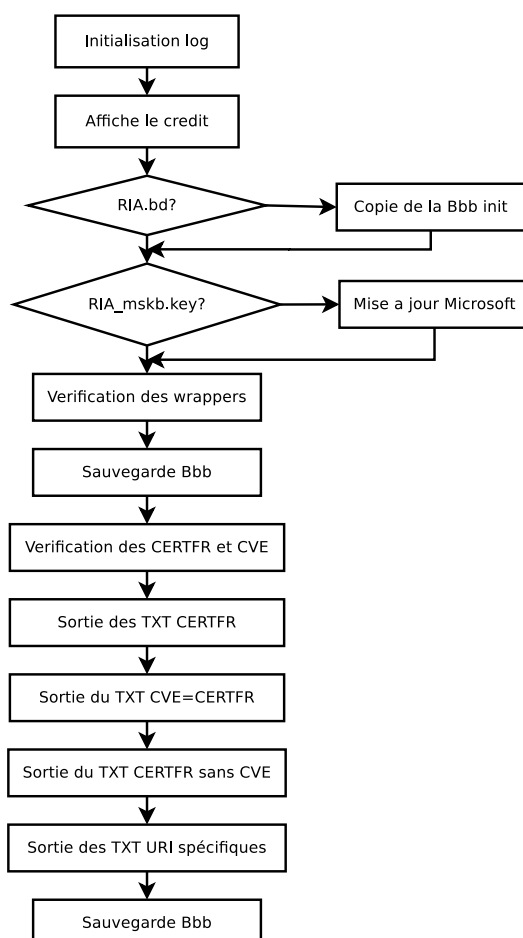 Initialisation log
Affiche le credit
RIA.bd?
Copie de la Bbb init
RIA_mskb.key?
Mise a jour Microsoft
Verification des wrappers
Sauvegarde Bbb
Verification des CERTFR et CVE
Sortie des TXT CERTFR
Sortie du TXT CVE=CERTFR
Sortie du TXT CERTFR sans CVE
Sortie des TXT URI spécifiques
Sauvegarde Bbb